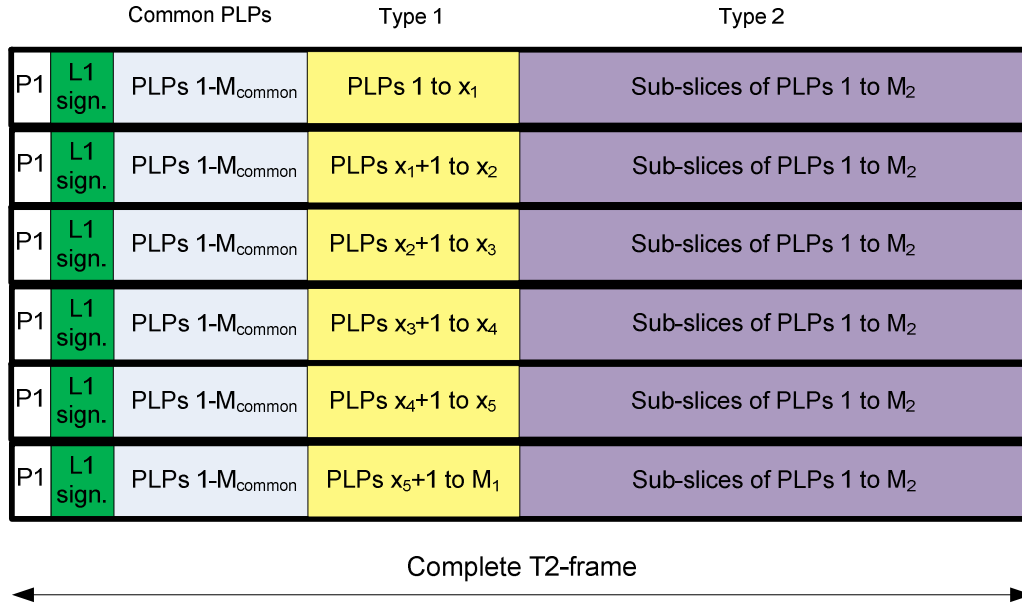 Common PLPs Type 1 Type 2
P1 L1 sign. PLPs 1-Mcommon PLPs 1 to x1 Sub-slices of PLPs 1 to M2
P1 L1 sign. PLPs 1-Mcommon PLPs x1+1 to x2 Sub-slices of PLPs 1 to M2
P1 L1 sign. PLPs 1-Mcommon PLPs x2+1 to x3 Sub-slices of PLPs 1 to M2
P1 L1 sign. PLPs 1-Mcommon PLPs x3+1 to x4 Sub-slices of PLPs 1 to M2
P1 L1 sign. PLPs 1-Mcommon PLPs x4+1 to x5 Sub-slices of PLPs 1 to M2
P1 L1 sign. PLPs 1-Mcommon PLPs x5+1 to M1 Sub-slices of PLPs 1 to M2
Complete T2-frame